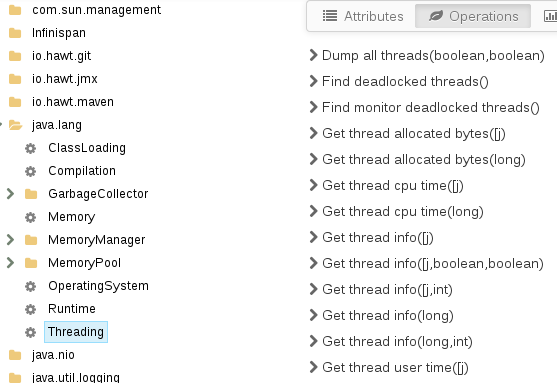 com.sun.management
Infinispan
io.hawt.git
io.hawt.jmx
io.hawt.maven
java.lang
ClassLoading
Compilation
GarbageCollector
Memory
MemoryManager
MemoryPool
OperatingSystem
Runtime
Threading
java.nio
java.util.logging
Attributes
Operations
Dump all threads(boolean,boolean)
Find deadlocked threads()
Find monitor deadlocked threads()
Get thread allocated bytes([j)
Get thread allocated bytes(long)
Get thread cpu time([j)
Get thread cpu time(long)
Get thread info([j)
Get thread info([j,boolean,boolean)
Get thread info([j,int)
Get thread info(long)
Get thread info(long,int)
Get thread user time([j)